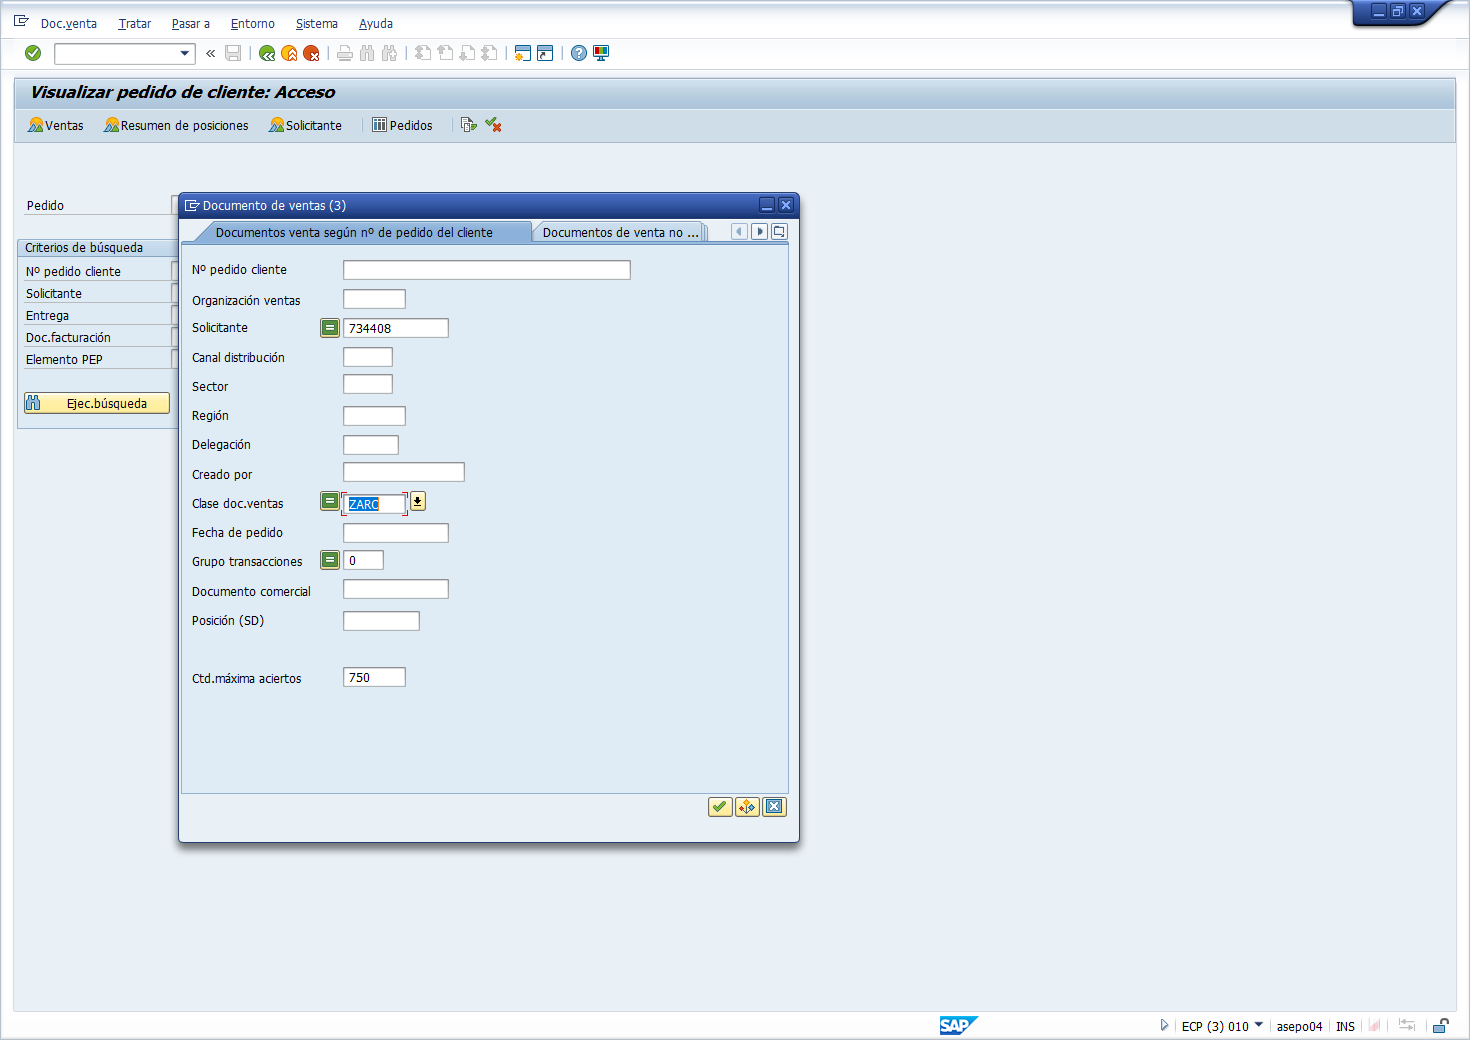 Doc.venta Tratar Pasar a Entorno Sistema Ayuda
Visualizar pedido de cliente: Acceso
Ventas Resumen de posiciones Solicitante Pedidos
Pedido
Criterios de búsqueda
Nº pedido cliente
Solicitante
Entrega
Doc.facturación
Elemento PEP
Ejec.búsqueda
Documento de ventas (3)
Documentos venta según nº de pedido del cliente Documentos de venta no ...
Nº pedido cliente
Organización ventas
Solicitante 734408
Canal distribución
Sector
Región
Delegación
Creado por
Clase doc.ventas ZARC
Fecha de pedido
Grupo transacciones 0
Documento comercial
Posición (SD)
Ctd.máxima aciertos 750
SAP ECP (3) 010 asepo04 INS